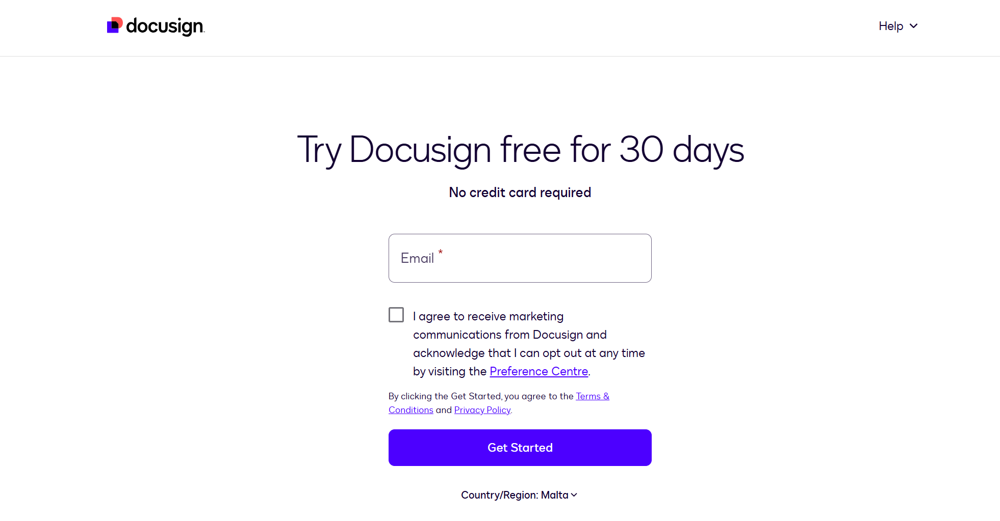 docusign
Help
Try Docusign free for 30 days
No credit card required
Email *
I agree to receive marketing
communications from Docusign and
acknowledge that I can opt out at any time
by visiting the Preference Centre.
By clicking the Get Started, you agree to the Terms &
Conditions and Privacy Policy.
Get Started
Country/Region: Malta